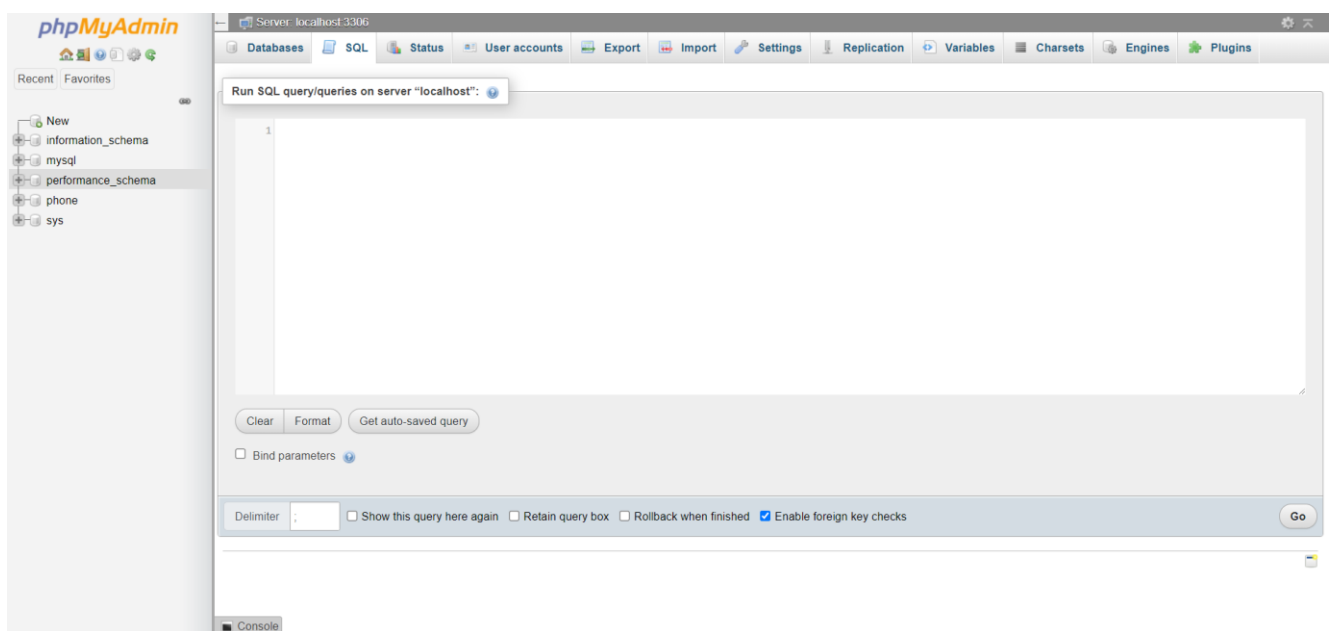 phpMyAdmin
Recent Favorites
New
information_schema
mysql
performance_schema
phone
sys
Server: localhost:3306
Databases SQL Status User accounts Export Import Settings Replication Variables Charsets Engines Plugins
Run SQL query/queries on server “localhost”:
1
Clear Format Get auto-saved query
Bind parameters
Delimiter ; Show this query here again Retain query box Rollback when finished Enable foreign key checks Go
Console